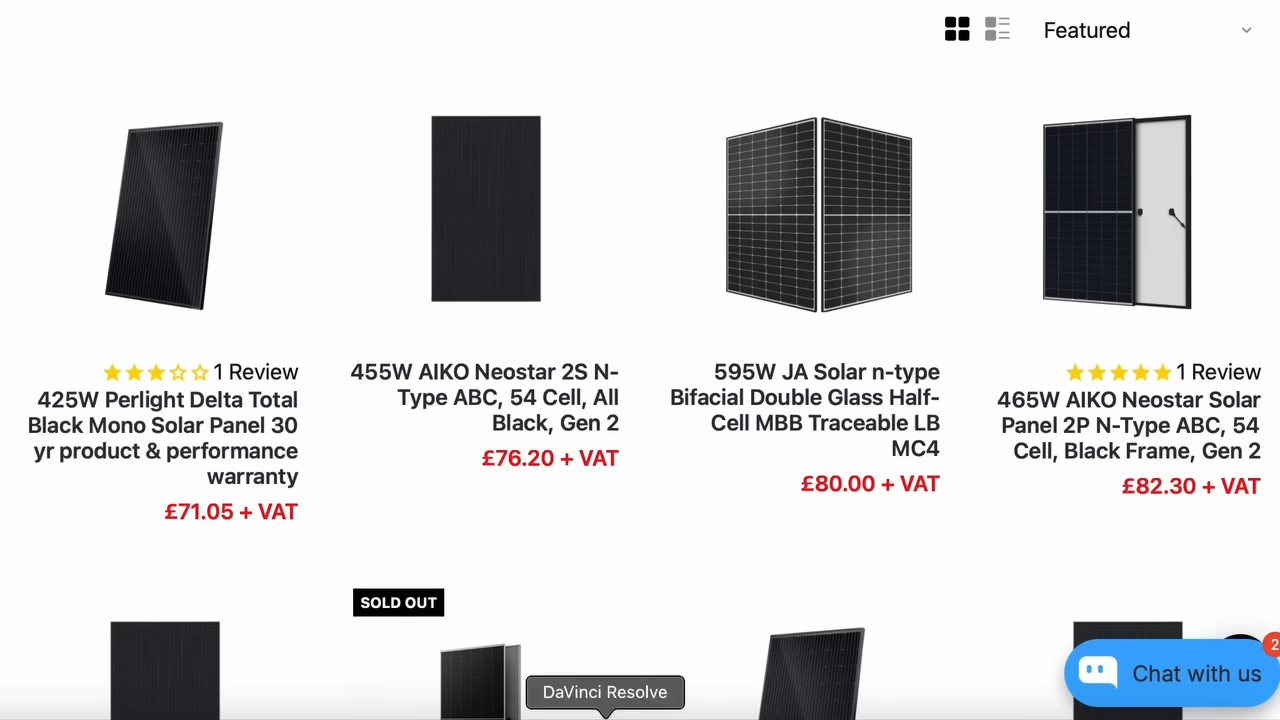 Featured
1 Review
425W Perlight Delta Total
Black Mono Solar Panel 30
yr product & performance
warranty
£71.05 + VAT
455W AIKO Neostar 2S N-
Type ABC, 54 Cell, All
Black, Gen 2
£76.20 + VAT
595W JA Solar n-type
Bifacial Double Glass Half-
Cell MBB Traceable LB
MC4
£80.00 + VAT
1 Review
465W AIKO Neostar Solar
Panel 2P N-Type ABC, 54
Cell, Black Frame, Gen 2
£82.30 + VAT
SOLD OUT
DaVinci Resolve
2
Chat with us